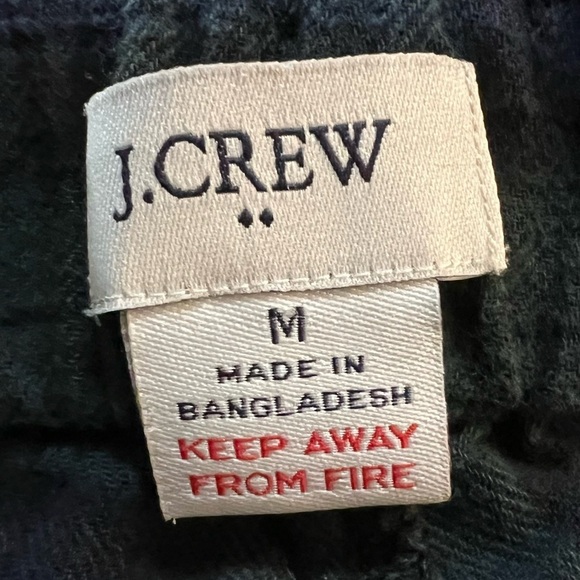 J.CREW
M
MADE IN
BANGLADESH
KEEP AWAY
FROM FIRE